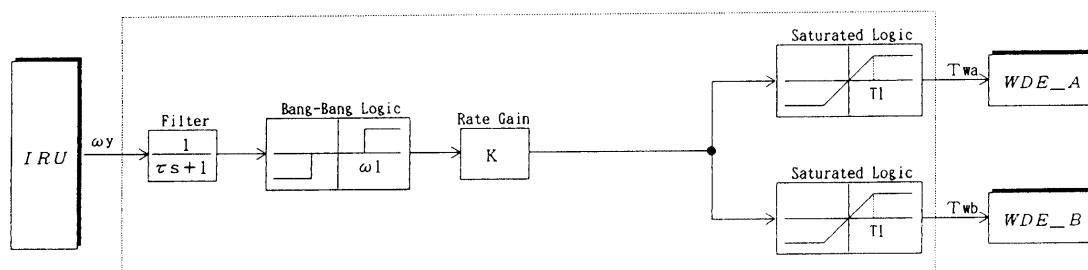 IRU
ωy
Filter
1
τs+1
Bang-Bang Logic
ω1
Rate Gain
K
Saturated Logic
T1
Twa
WDE_A
Saturated Logic
T1
Twb
WDE_B